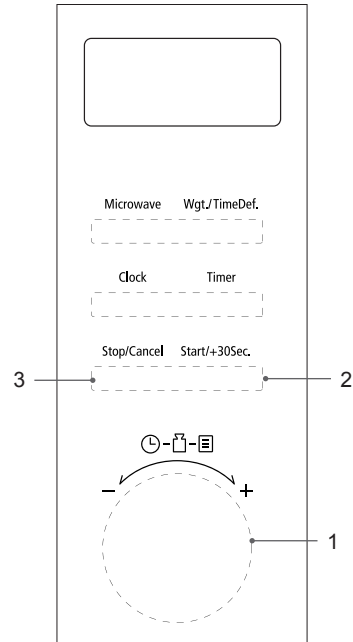 Microwave Wgt./TimeDef.
Clock Timer
Stop/Cancel Start/+30Sec.
3 2
- +
1